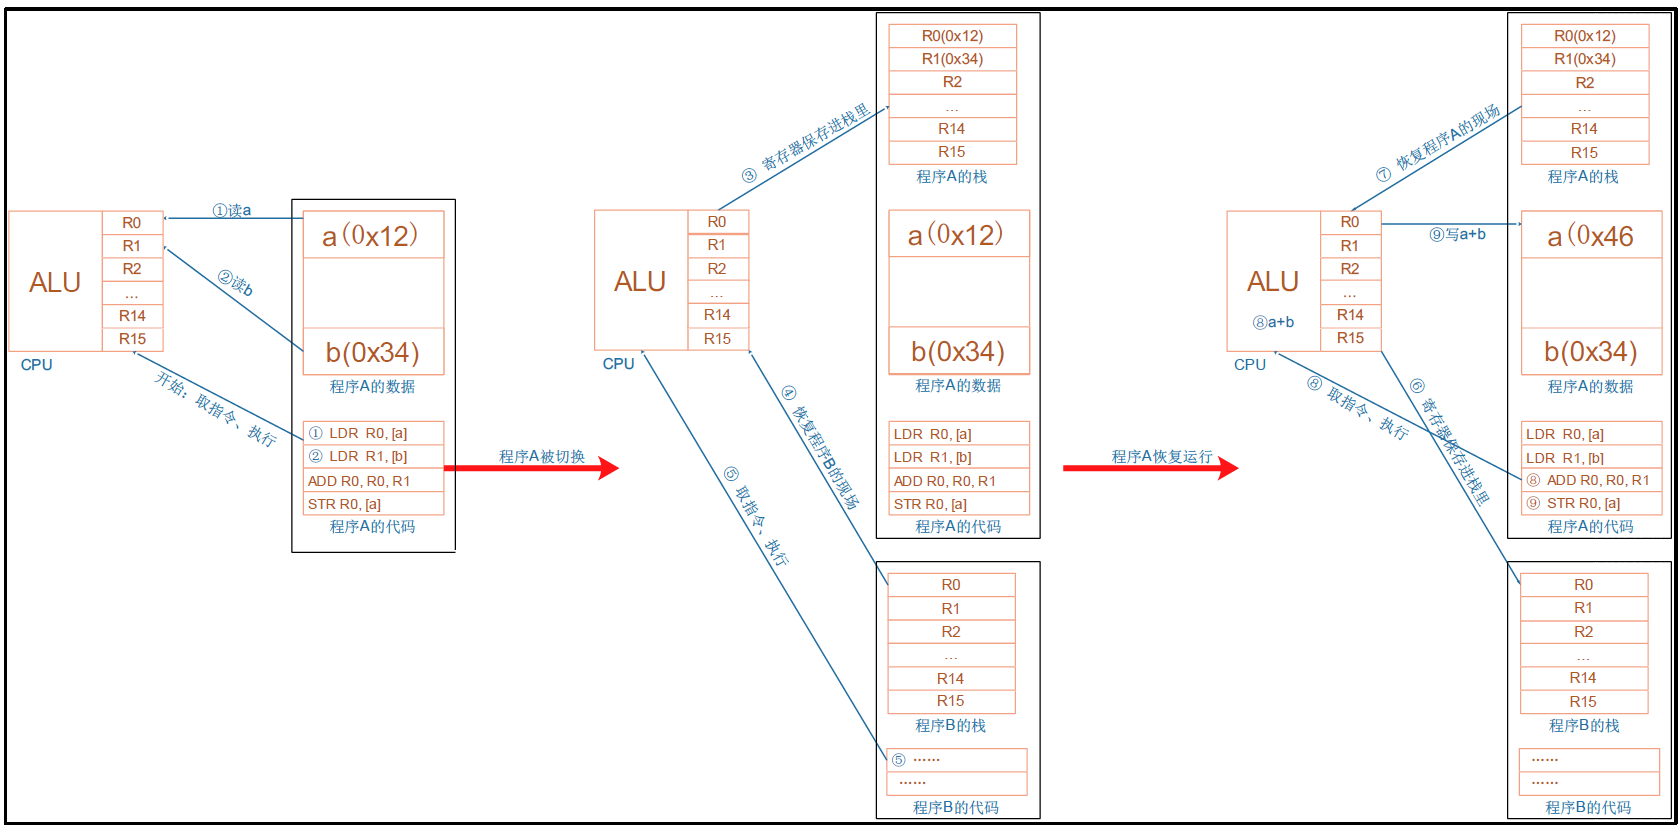 R0
R1
R2
...
R14
R15
ALU
CPU
①读a
②读b
开始：取指令、执行
a(0x12)
b(0x34)
程序A的数据
① LDR R0, [a]
② LDR R1, [b]
ADD R0, R0, R1
STR R0, [a]
程序A的代码
程序A被切换
ALU
R0
R1
R2
...
R14
R15
CPU
③ 寄存器保存进栈里
④ 恢复程序B的现场
⑤ 取指令、执行
R0(0x12)
R1(0x34)
R2
...
R14
R15
程序A的栈
a(0x12)
b(0x34)
程序A的数据
LDR R0, [a]
LDR R1, [b]
ADD R0, R0, R1
STR R0, [a]
程序A的代码
R0
R1
R2
...
R14
R15
程序B的栈
⑤ ······
······
程序B的代码
程序A恢复运行
ALU
⑧a+b
R0
R1
R2
...
R14
R15
CPU
⑦ 恢复程序A的现场
⑨写a+b
⑧ 取指令、执行
⑥ 寄存器保存进栈里
R0(0x12)
R1(0x34)
R2
...
R14
R15
程序A的栈
a(0x46
b(0x34)
程序A的数据
LDR R0, [a]
LDR R1, [b]
⑧ ADD R0, R0, R1
⑨ STR R0, [a]
程序A的代码
R0
R1
R2
...
R14
R15
程序B的栈
······
······
程序B的代码